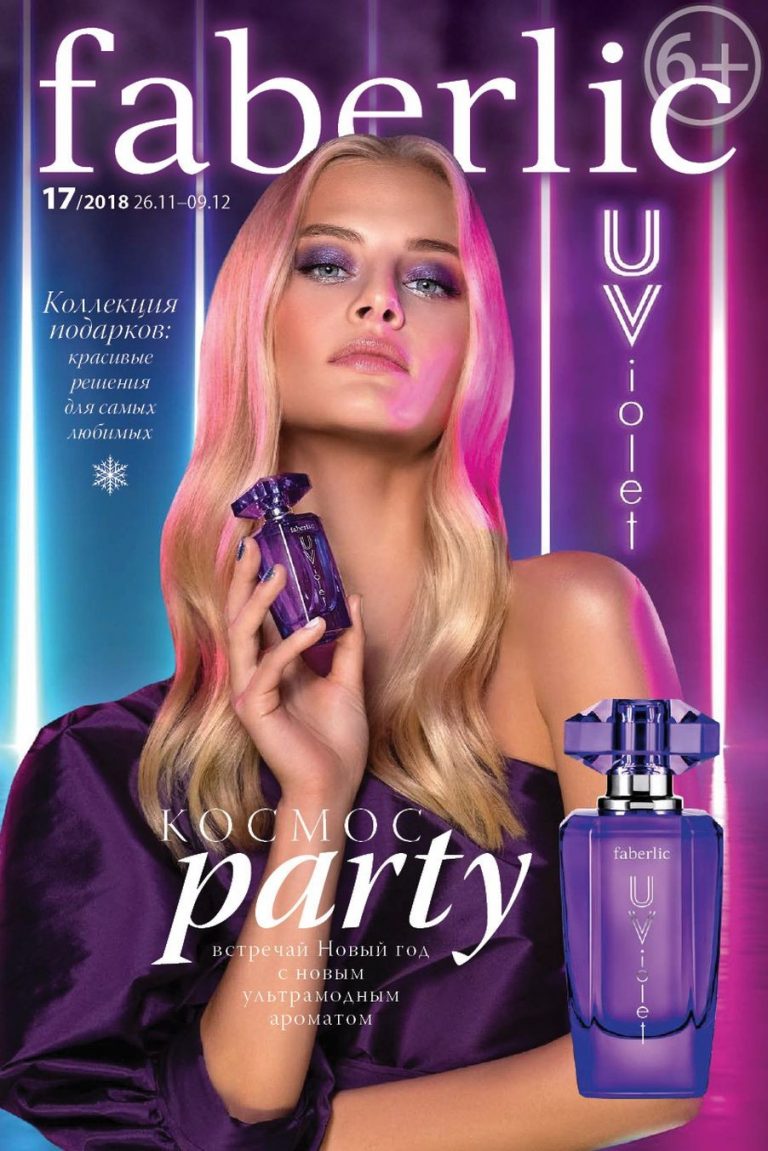 faberlic
6+
17/2018 26.11–09.12
UViolet
Коллекция
подарков:
красивые
решения
для самых
любимых
faberlic
UViolet
КОСМОС
party
встречай Новый год
с новым
ультрамодным
ароматом
faberlic
UViolet